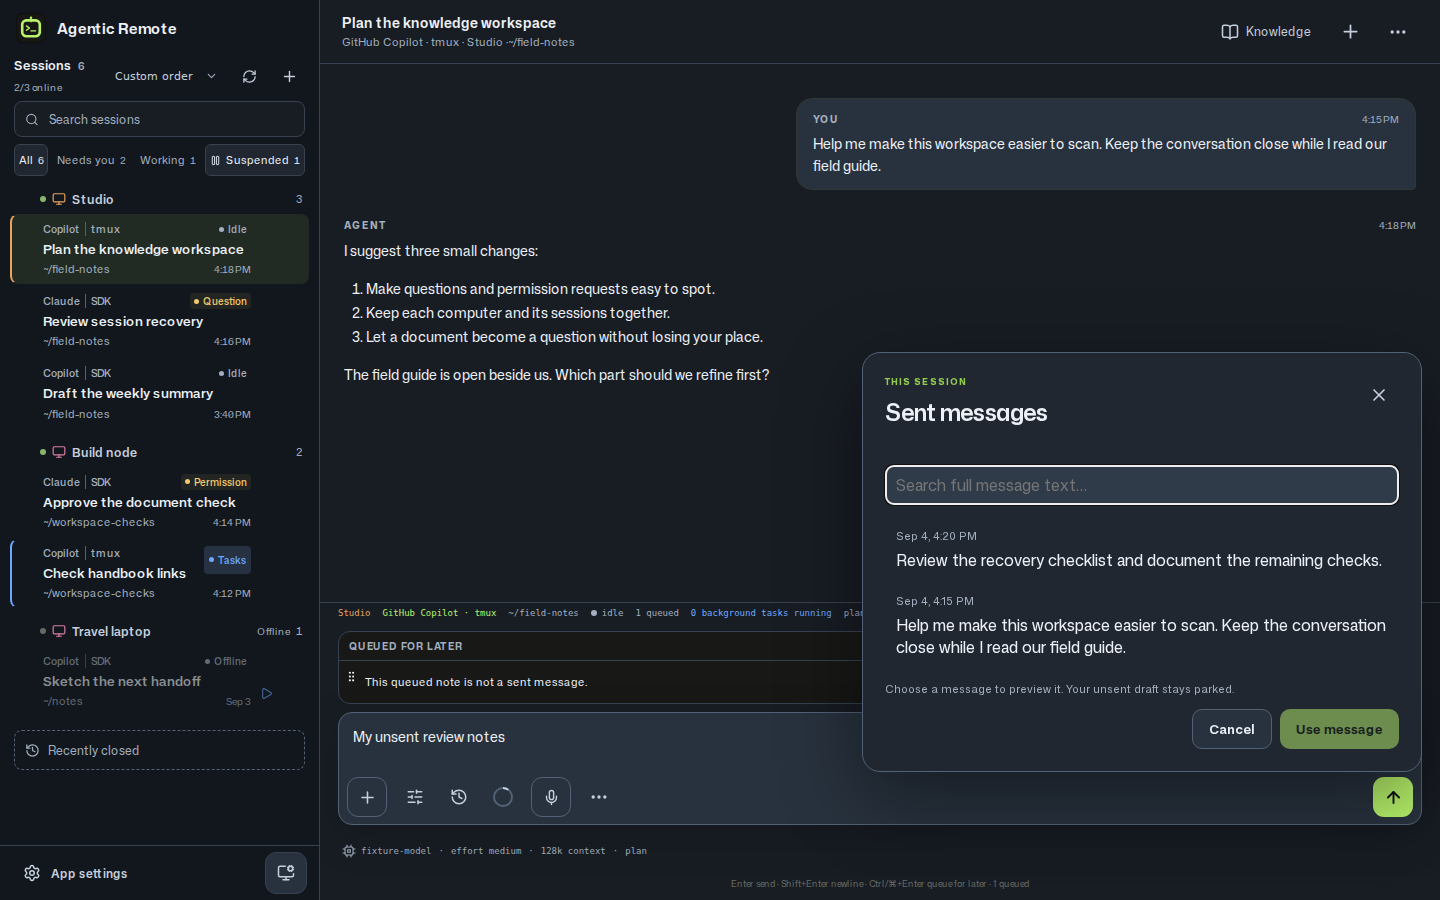 Agentic Remote
Sessions 6
2/3 online
Custom order
Search sessions
All 6
Needs you 2
Working 1
Suspended 1
Studio 3
Copilot | tmux
Idle
Plan the knowledge workspace
~/field-notes
4:18 PM
Claude | SDK
Question
Review session recovery
~/field-notes
4:16 PM
Copilot | SDK
Idle
Draft the weekly summary
~/field-notes
3:40 PM
Build node 2
Claude | SDK
Permission
Approve the document check
~/workspace-checks
4:14 PM
Copilot | tmux
Tasks
Check handbook links
~/workspace-checks
4:12 PM
Travel laptop
Offline 1
Copilot | SDK
Offline
Sketch the next handoff
~/notes
Sep 3
Recently closed
App settings
Plan the knowledge workspace
GitHub Copilot · tmux · Studio · ~/field-notes
Knowledge
YOU
4:15 PM
Help me make this workspace easier to scan. Keep the conversation close while I read our
field guide.
AGENT
4:18 PM
I suggest three small changes:
1. Make questions and permission requests easy to spot.
2. Keep each computer and its sessions together.
3. Let a document become a question without losing your place.
The field guide is open beside us. Which part should we refine first?
Studio GitHub Copilot · tmux ~/field-notes idle 1 queued 0 background tasks running plan
QUEUED FOR LATER
This queued note is not a sent message.
My unsent review notes
fixture-model · effort medium · 128k context · plan
Enter send · Shift+Enter newline · Ctrl/⌘+Enter queue for later · 1 queued
THIS SESSION
Sent messages
Search full message text...
Sep 4, 4:20 PM
Review the recovery checklist and document the remaining checks.
Sep 4, 4:15 PM
Help me make this workspace easier to scan. Keep the conversation
close while I read our field guide.
Choose a message to preview it. Your unsent draft stays parked.
Cancel
Use message